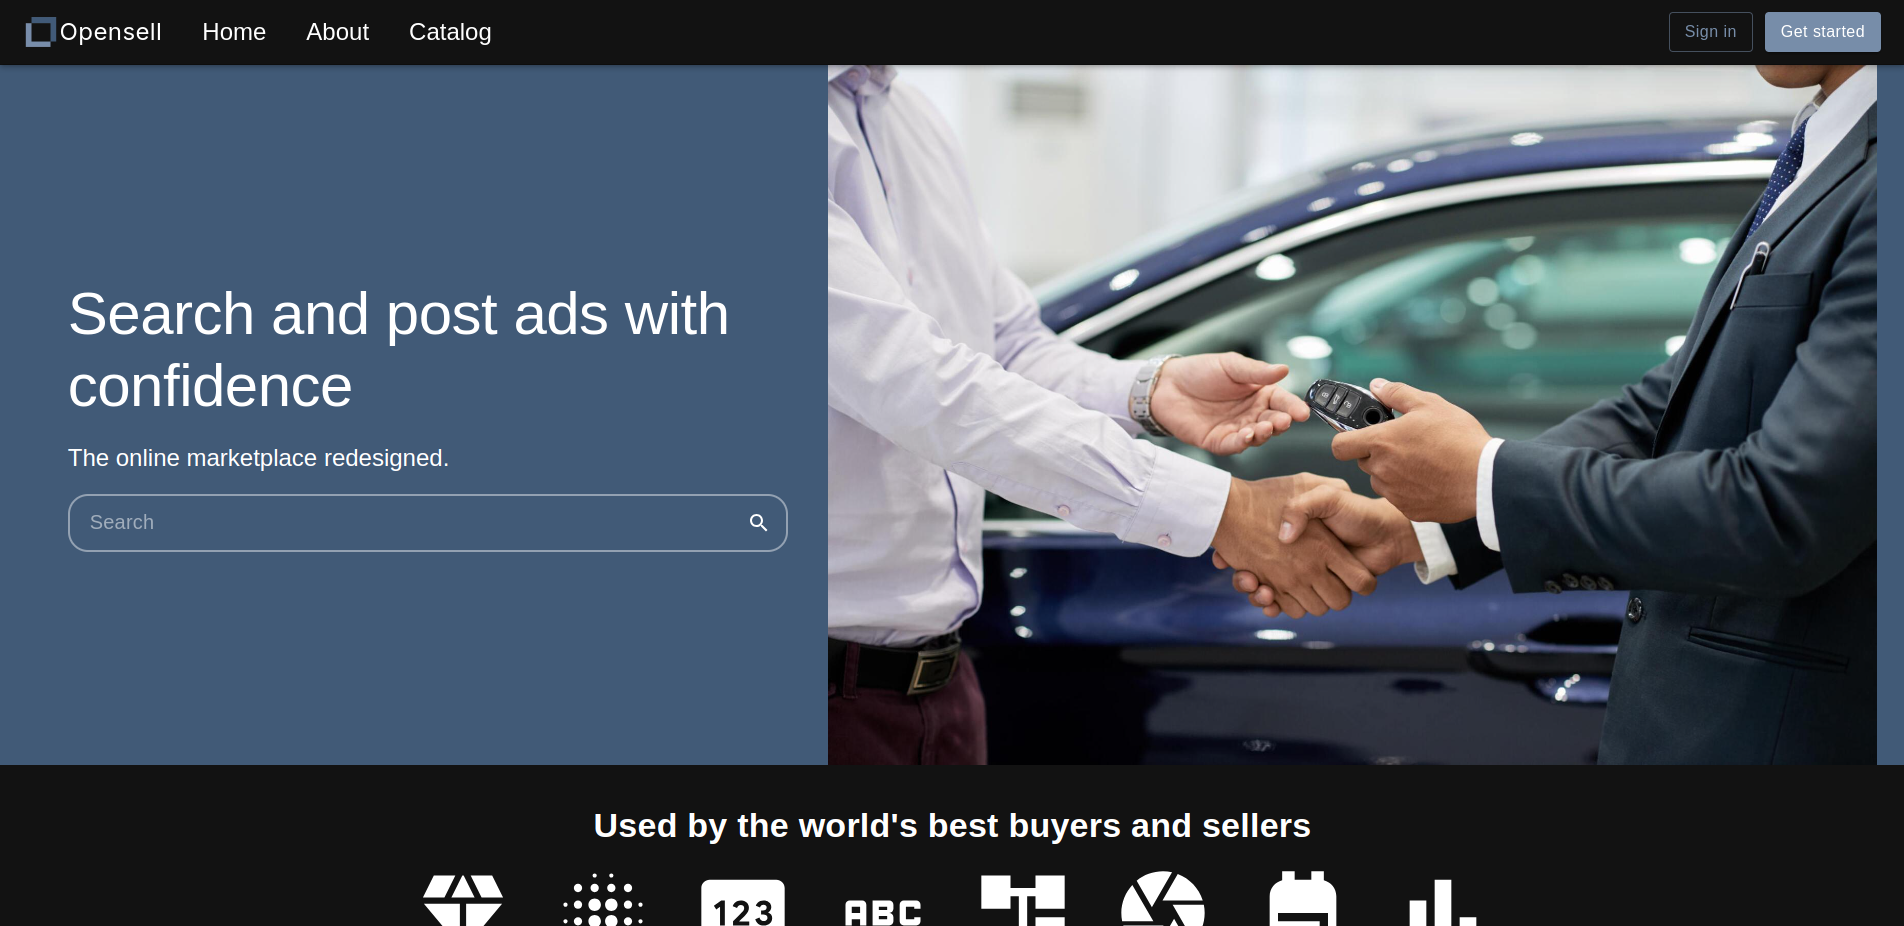 Opensell Home About Catalog Sign in Get started
Search and post ads with
confidence
The online marketplace redesigned.
Search
Used by the world's best buyers and sellers
123 ABC